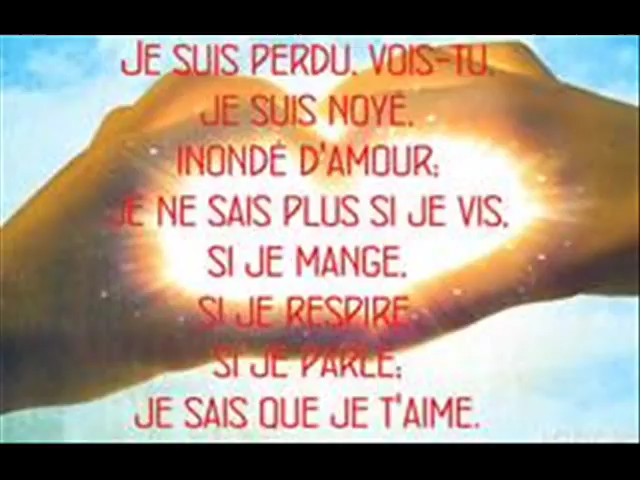 JE SUIS PERDU, VOIS-TU,
JE SUIS NOYÉ,
INONDÉ D'AMOUR;
JE NE SAIS PLUS SI JE VIS,
SI JE MANGE,
SI JE RESPIRE,
SI JE PARLE;
JE SAIS QUE JE T'AIME.